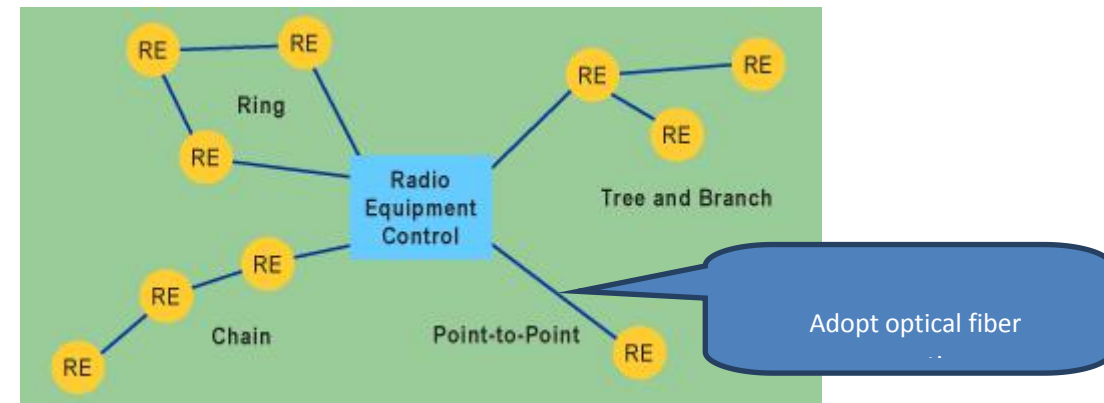 RE
RE
Ring
RE
RE
RE
RE
Tree and Branch
Radio
Equipment
Control
RE
RE
RE
Chain
Point-to-Point
RE
Adopt optical fiber